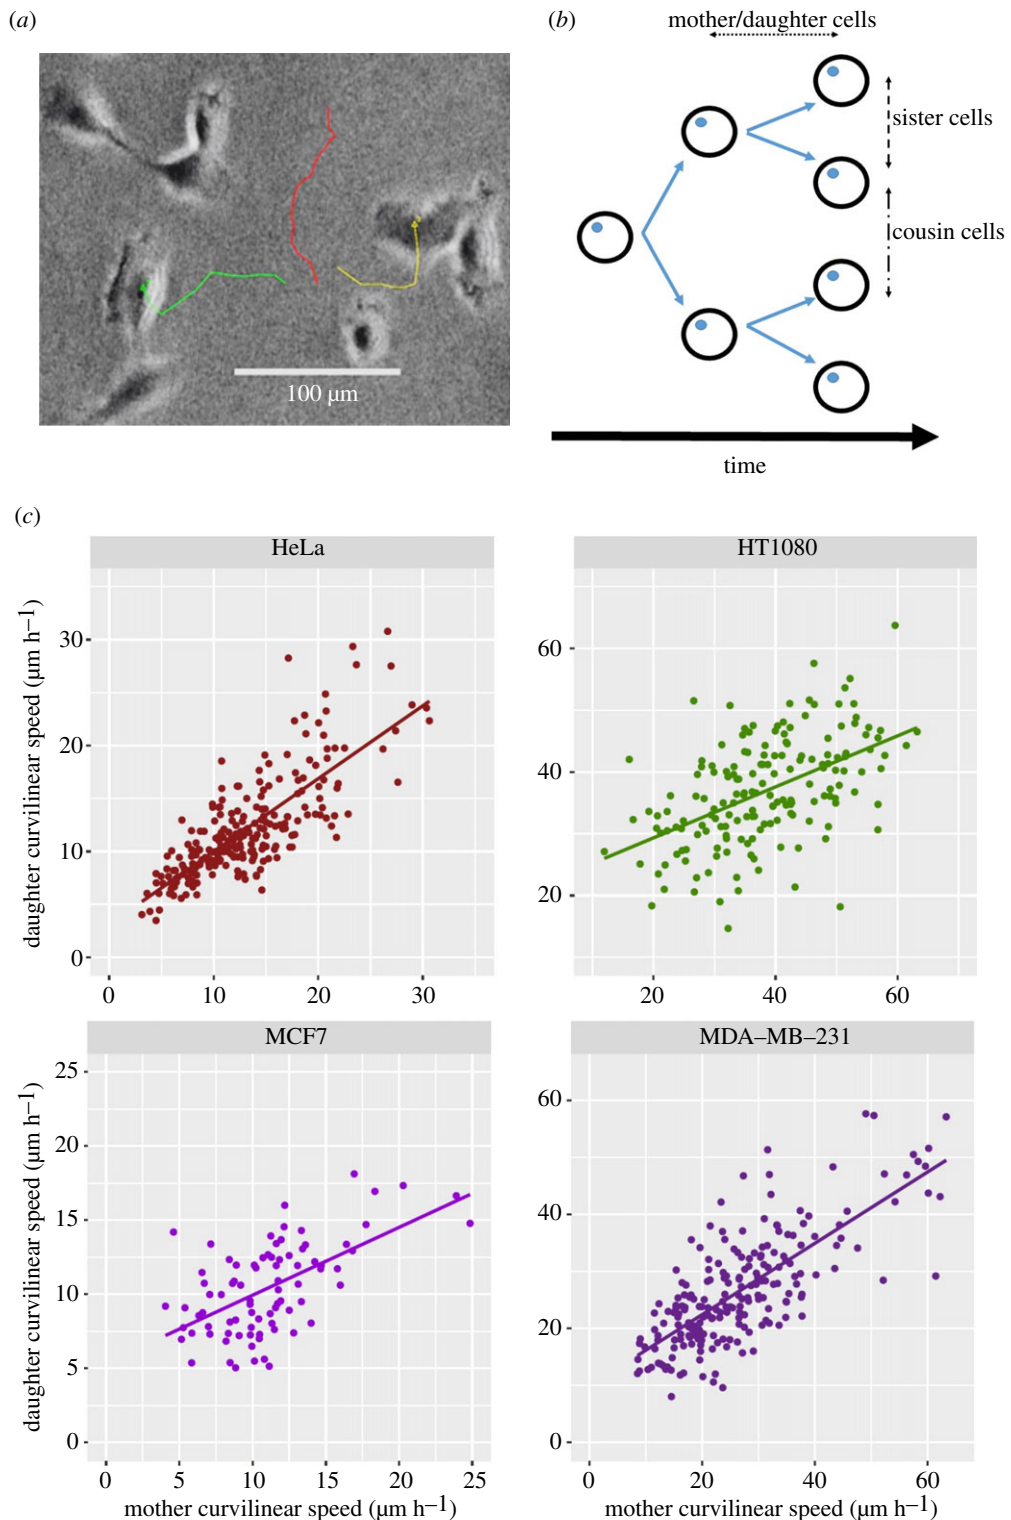 (a)
100 µm
(b)
mother/daughter cells
sister cells
cousin cells
time
(c)
HeLa
daughter curvilinear speed (µm h–1)
30
20
10
0
0 10 20 30
HT1080
60
40
20
20 40 60
MCF7
daughter curvilinear speed (µm h–1)
25
20
15
10
5
0
0 5 10 15 20 25
mother curvilinear speed (µm h–1)
MDA–MB–231
60
40
20
0
0 20 40 60
mother curvilinear speed (µm h–1)